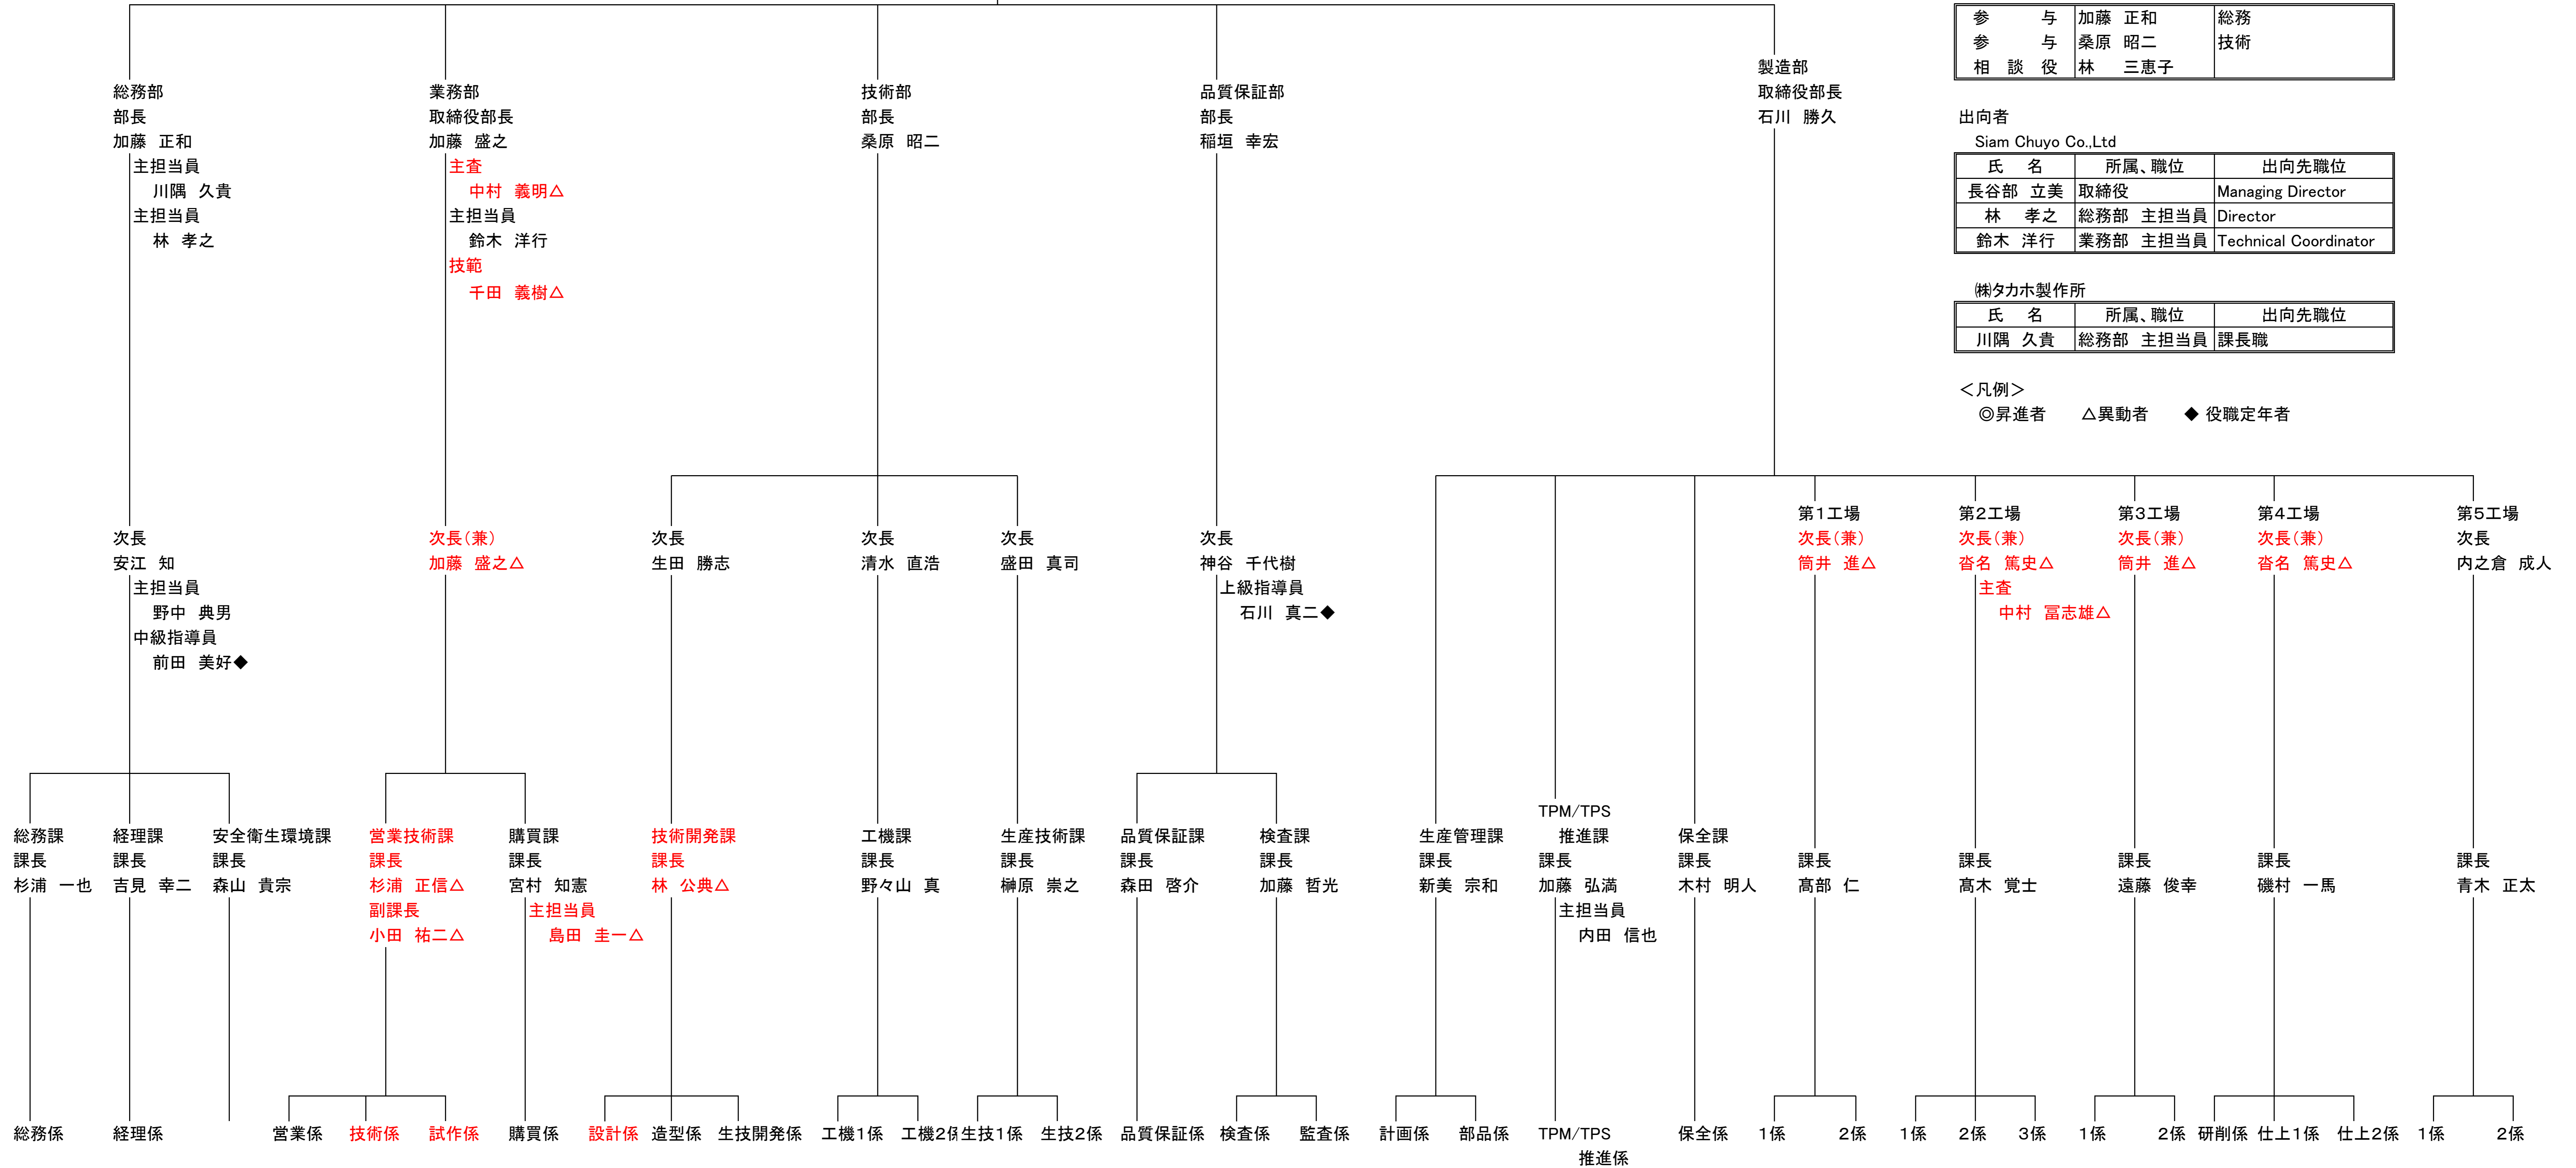 参　与 加藤 正和 総務
参　与 桑原 昭二 技術
相 談 役 林 三恵子
出向者
Siam Chuyo Co.,Ltd
氏 名 所属、職位 出向先職位
長谷部 立美 取締役 Managing Director
林 孝之 総務部 主担当員 Director
鈴木 洋行 業務部 主担当員 Technical Coordinator
㈱タカホ製作所
氏 名 所属、職位 出向先職位
川隅 久貴 総務部 主担当員 課長職
＜凡例＞
◎昇進者 △異動者 ◆ 役職定年者
総務部
部長
加藤 正和
主担当員
川隅 久貴
主担当員
林 孝之
業務部
取締役部長
加藤 盛之
主査
中村 義明△
主担当員
鈴木 洋行
技範
千田 義樹△
技術部
部長
桑原 昭二
品質保証部
部長
稲垣 幸宏
製造部
取締役部長
石川 勝久
次長
安江 知
主担当員
野中 典男
中級指導員
前田 美好◆
次長（兼）
加藤 盛之△
次長
生田 勝志
次長
清水 直浩
次長
盛田 真司
次長
神谷 千代樹
上級指導員
石川 真二◆
第1工場
次長（兼）
筒井 進△
第2工場
次長（兼）
沓名 篤史△
主査
中村 冨志雄△
第3工場
次長（兼）
筒井 進△
第4工場
次長（兼）
沓名 篤史△
第5工場
次長
内之倉 成人
総務課
課長
杉浦 一也
経理課
課長
吉見 幸二
安全衛生環境課
課長
森山 貴宗
営業技術課
課長
杉浦 正信△
副課長
小田 祐二△
購買課
課長
宮村 知憲
主担当員
島田 圭一△
技術開発課
課長
林 公典△
工機課
課長
野々山 真
生産技術課
課長
榊原 崇之
品質保証課
課長
森田 啓介
検査課
課長
加藤 哲光
生産管理課
課長
新美 宗和
TPM/TPS
推進課
課長
加藤 弘満
主担当員
内田 信也
保全課
課長
木村 明人
課長
髙部 仁
課長
髙木 覚士
課長
遠藤 俊幸
課長
磯村 一馬
課長
青木 正太
総務係 経理係 営業係 技術係 試作係 購買係 設計係 造型係 生技開発係 工機1係 工機2係 生技1係 生技2係 品質保証係 検査係 監査係 計画係 部品係 TPM/TPS 保全係 1係 2係 1係 2係 3係 1係 2係 研削係 仕上1係 仕上2係 1係 2係
推進係